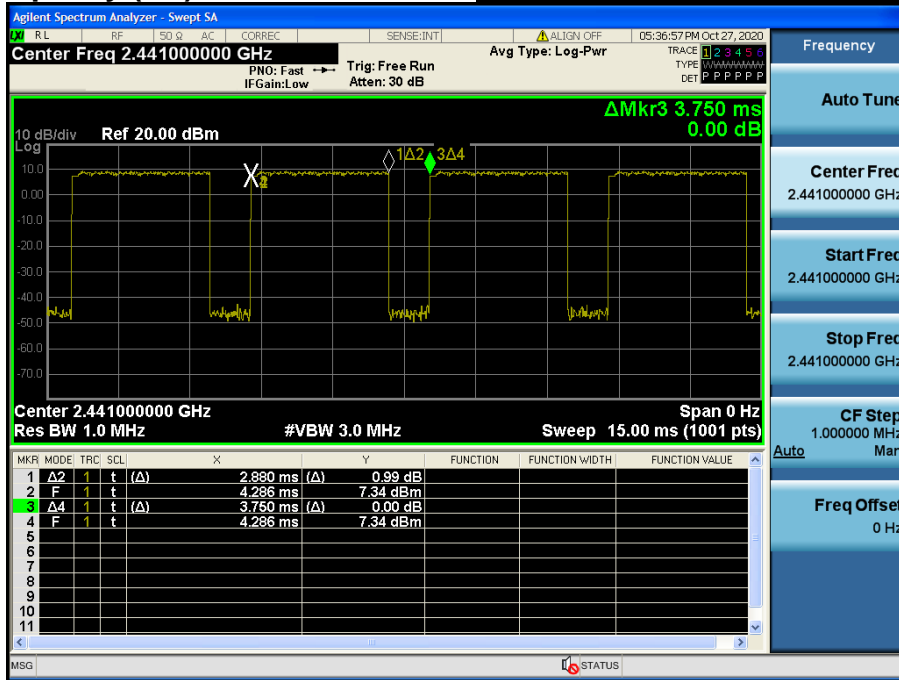 Agilent Spectrum Analyzer - Swept SA
LXI RL RF 50 Ω AC CORREC SENSE:INT ALIGN OFF 05:36:57 PM Oct 27, 2020
Center Freq 2.441000000 GHz
PNO: Fast
IFGain:Low
Trig: Free Run
Atten: 30 dB
Avg Type: Log-Pwr
TRACE 1 2 3 4 5 6
TYPE WWWWWW
DET P P P P P P
ΔMkr3 3.750 ms
0.00 dB
10 dB/div Ref 20.00 dBm
Log
10.0
0.00
-10.0
-20.0
-30.0
-40.0
-50.0
-60.0
-70.0
X 2
1Δ2
3Δ4
Center 2.441000000 GHz Span 0 Hz
Res BW 1.0 MHz #VBW 3.0 MHz Sweep 15.00 ms (1001 pts)
MKR MODE TRC SCL X Y FUNCTION FUNCTION WIDTH FUNCTION VALUE
1 Δ2 1 t (Δ) 2.880 ms (Δ) 0.99 dB
2 F 1 t 4.286 ms 7.34 dBm
3 Δ4 1 t (Δ) 3.750 ms (Δ) 0.00 dB
4 F 1 t 4.286 ms 7.34 dBm
5
6
7
8
9
10
11
MSG STATUS
Frequency
Auto Tune
Center Freq
2.441000000 GHz
Start Freq
2.441000000 GHz
Stop Freq
2.441000000 GHz
CF Step
1.000000 MHz
Auto Man
Freq Offset
0 Hz